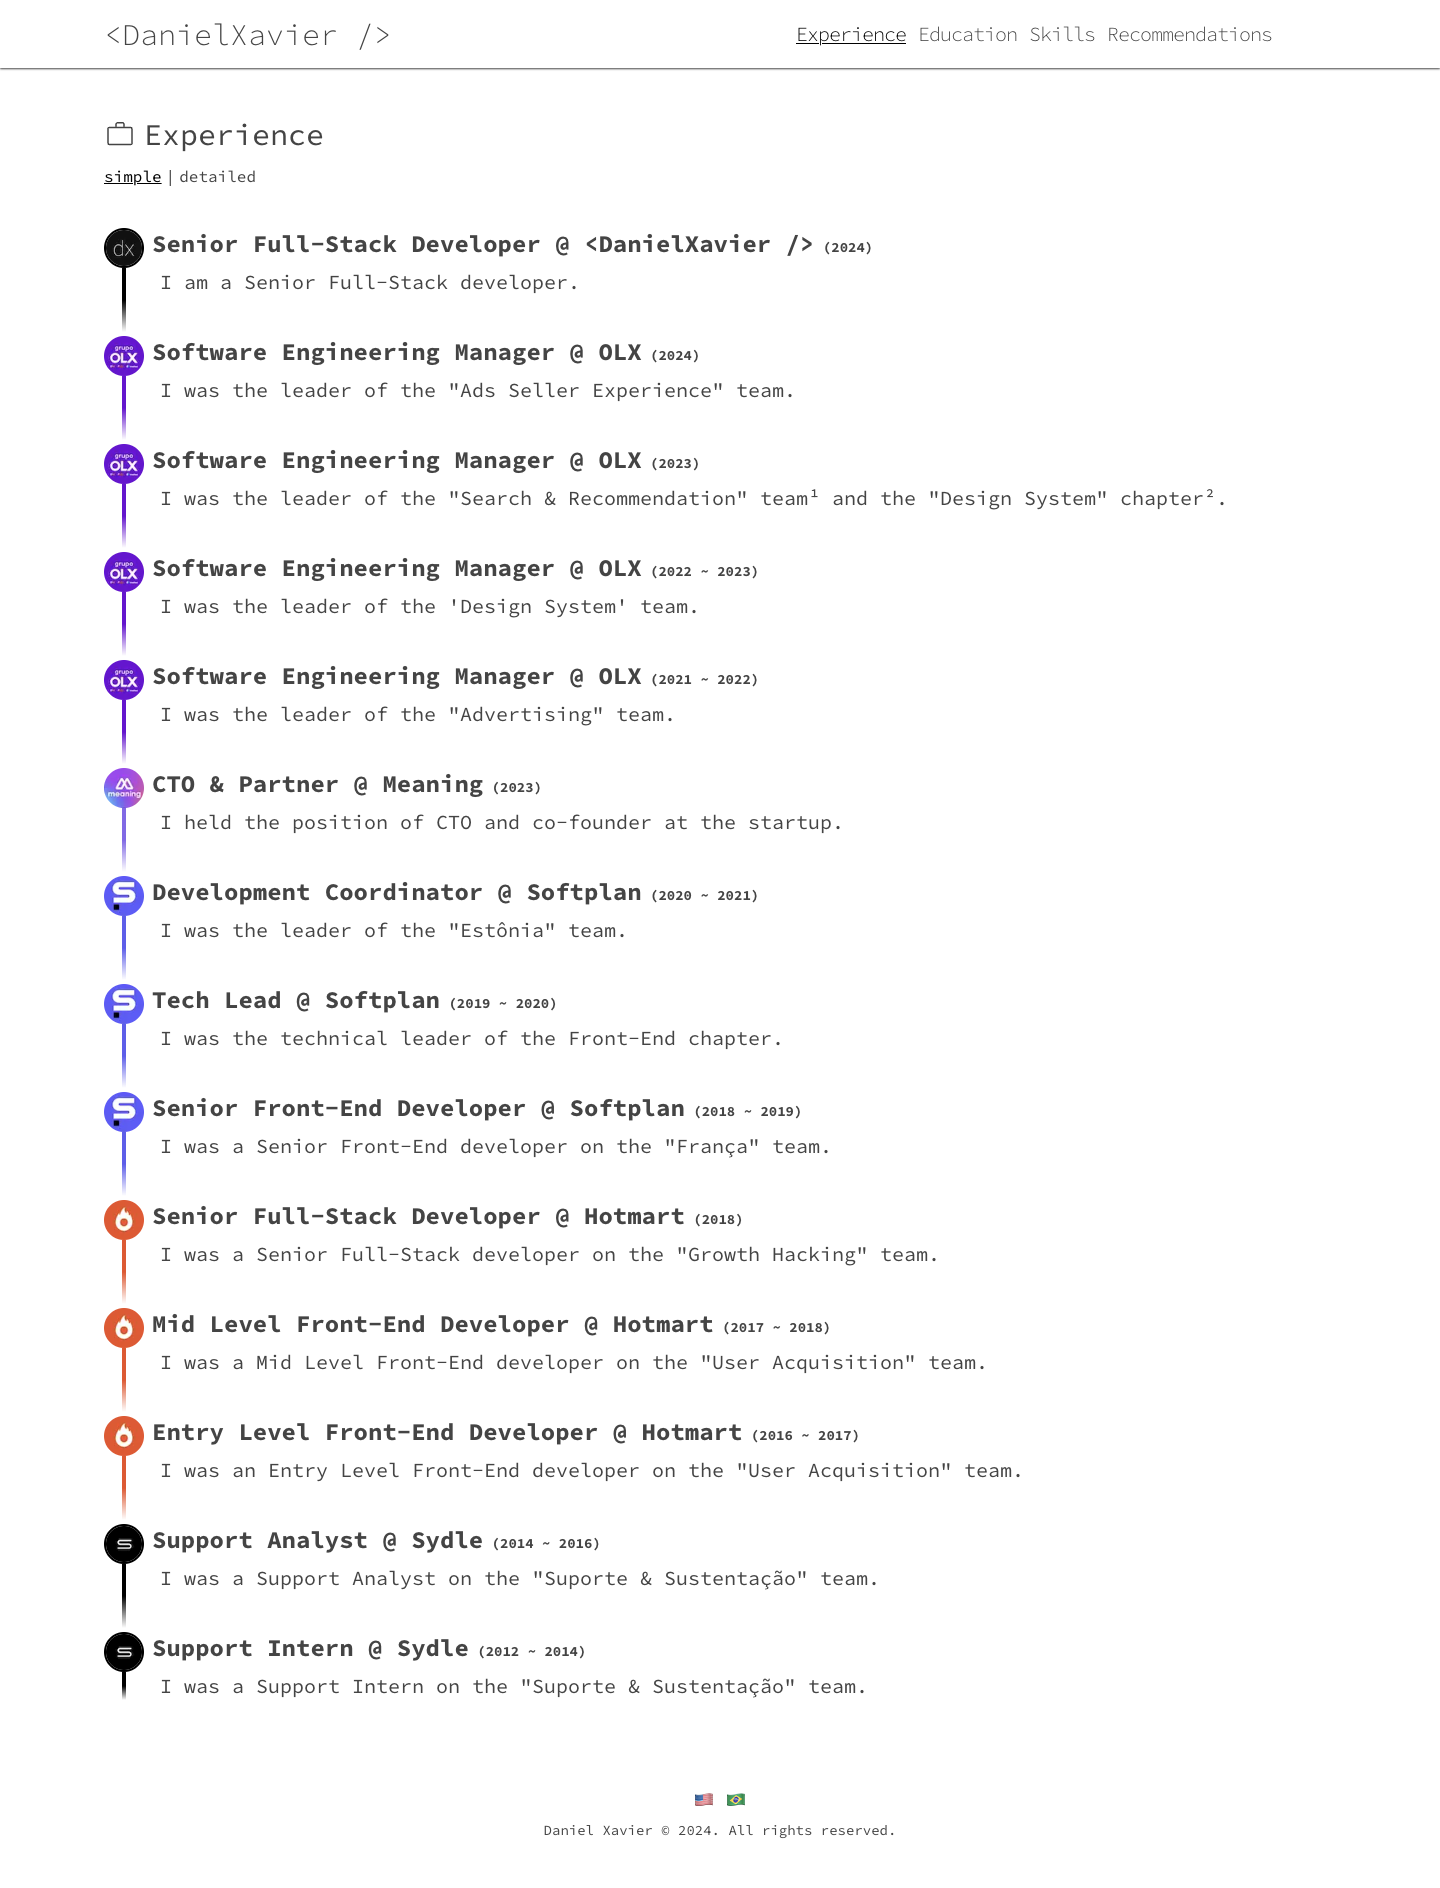 <DanielXavier />
Experience Education Skills Recommendations
Experience
simple | detailed
dx
Senior Full-Stack Developer @ <DanielXavier /> (2024)
I am a Senior Full-Stack developer.
grupo
OLX
Software Engineering Manager @ OLX (2024)
I was the leader of the "Ads Seller Experience" team.
grupo
OLX
Software Engineering Manager @ OLX (2023)
I was the leader of the "Search & Recommendation" team¹ and the "Design System" chapter².
grupo
OLX
Software Engineering Manager @ OLX (2022 ~ 2023)
I was the leader of the 'Design System' team.
grupo
OLX
Software Engineering Manager @ OLX (2021 ~ 2022)
I was the leader of the "Advertising" team.
meaning
CTO & Partner @ Meaning (2023)
I held the position of CTO and co-founder at the startup.
Development Coordinator @ Softplan (2020 ~ 2021)
I was the leader of the "Estônia" team.
Tech Lead @ Softplan (2019 ~ 2020)
I was the technical leader of the Front-End chapter.
Senior Front-End Developer @ Softplan (2018 ~ 2019)
I was a Senior Front-End developer on the "França" team.
Senior Full-Stack Developer @ Hotmart (2018)
I was a Senior Full-Stack developer on the "Growth Hacking" team.
Mid Level Front-End Developer @ Hotmart (2017 ~ 2018)
I was a Mid Level Front-End developer on the "User Acquisition" team.
Entry Level Front-End Developer @ Hotmart (2016 ~ 2017)
I was an Entry Level Front-End developer on the "User Acquisition" team.
Support Analyst @ Sydle (2014 ~ 2016)
I was a Support Analyst on the "Suporte & Sustentação" team.
Support Intern @ Sydle (2012 ~ 2014)
I was a Support Intern on the "Suporte & Sustentação" team.
Daniel Xavier © 2024. All rights reserved.